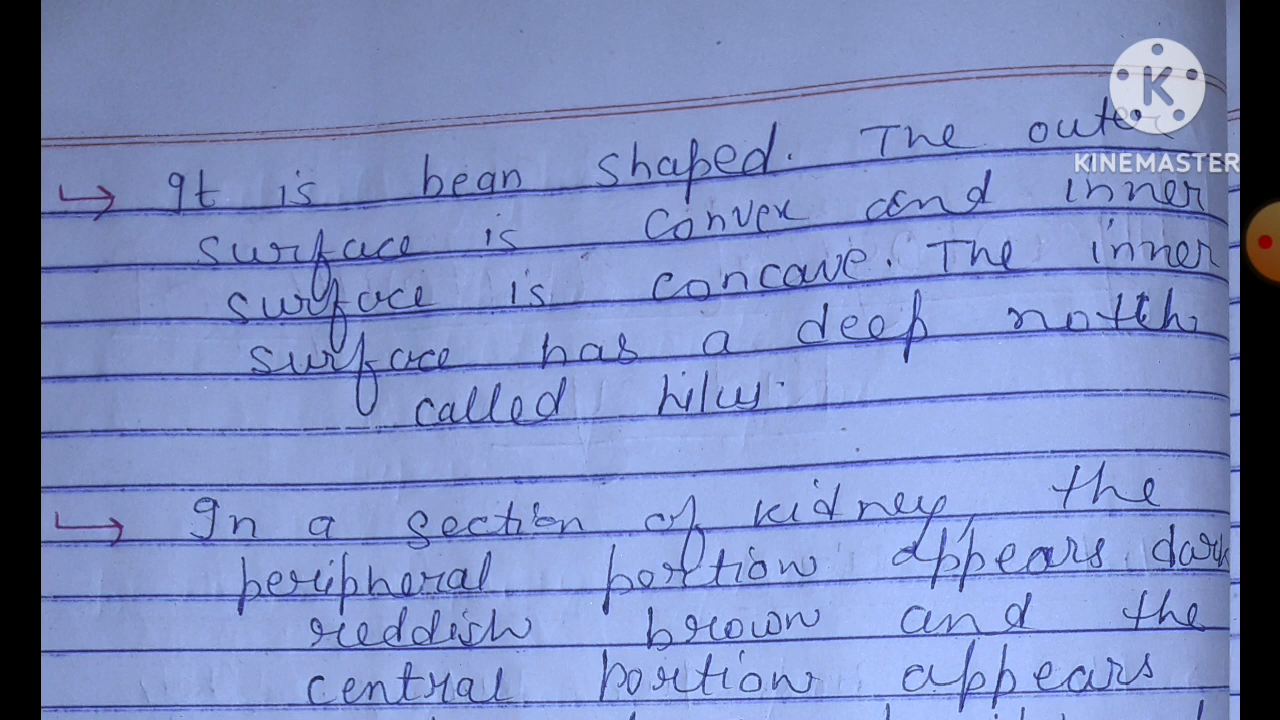 It is bean shaped. The outer
surface is convex and inner
surface is concave. The inner
surface has a deep notch
called hilus.
In a section of kidney, the
peripheral portion appears dark
reddish brown and the
central portion appears
K
KINEMASTER